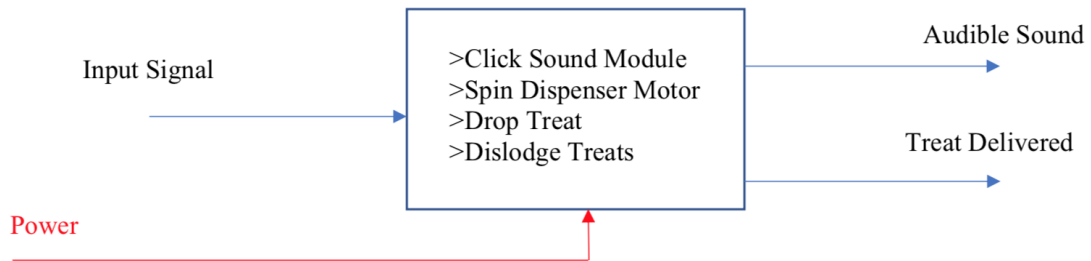 Audible Sound
Input Signal
>Click Sound Module
>Spin Dispenser Motor
>Drop Treat
>Dislodge Treats
Treat Delivered
Power